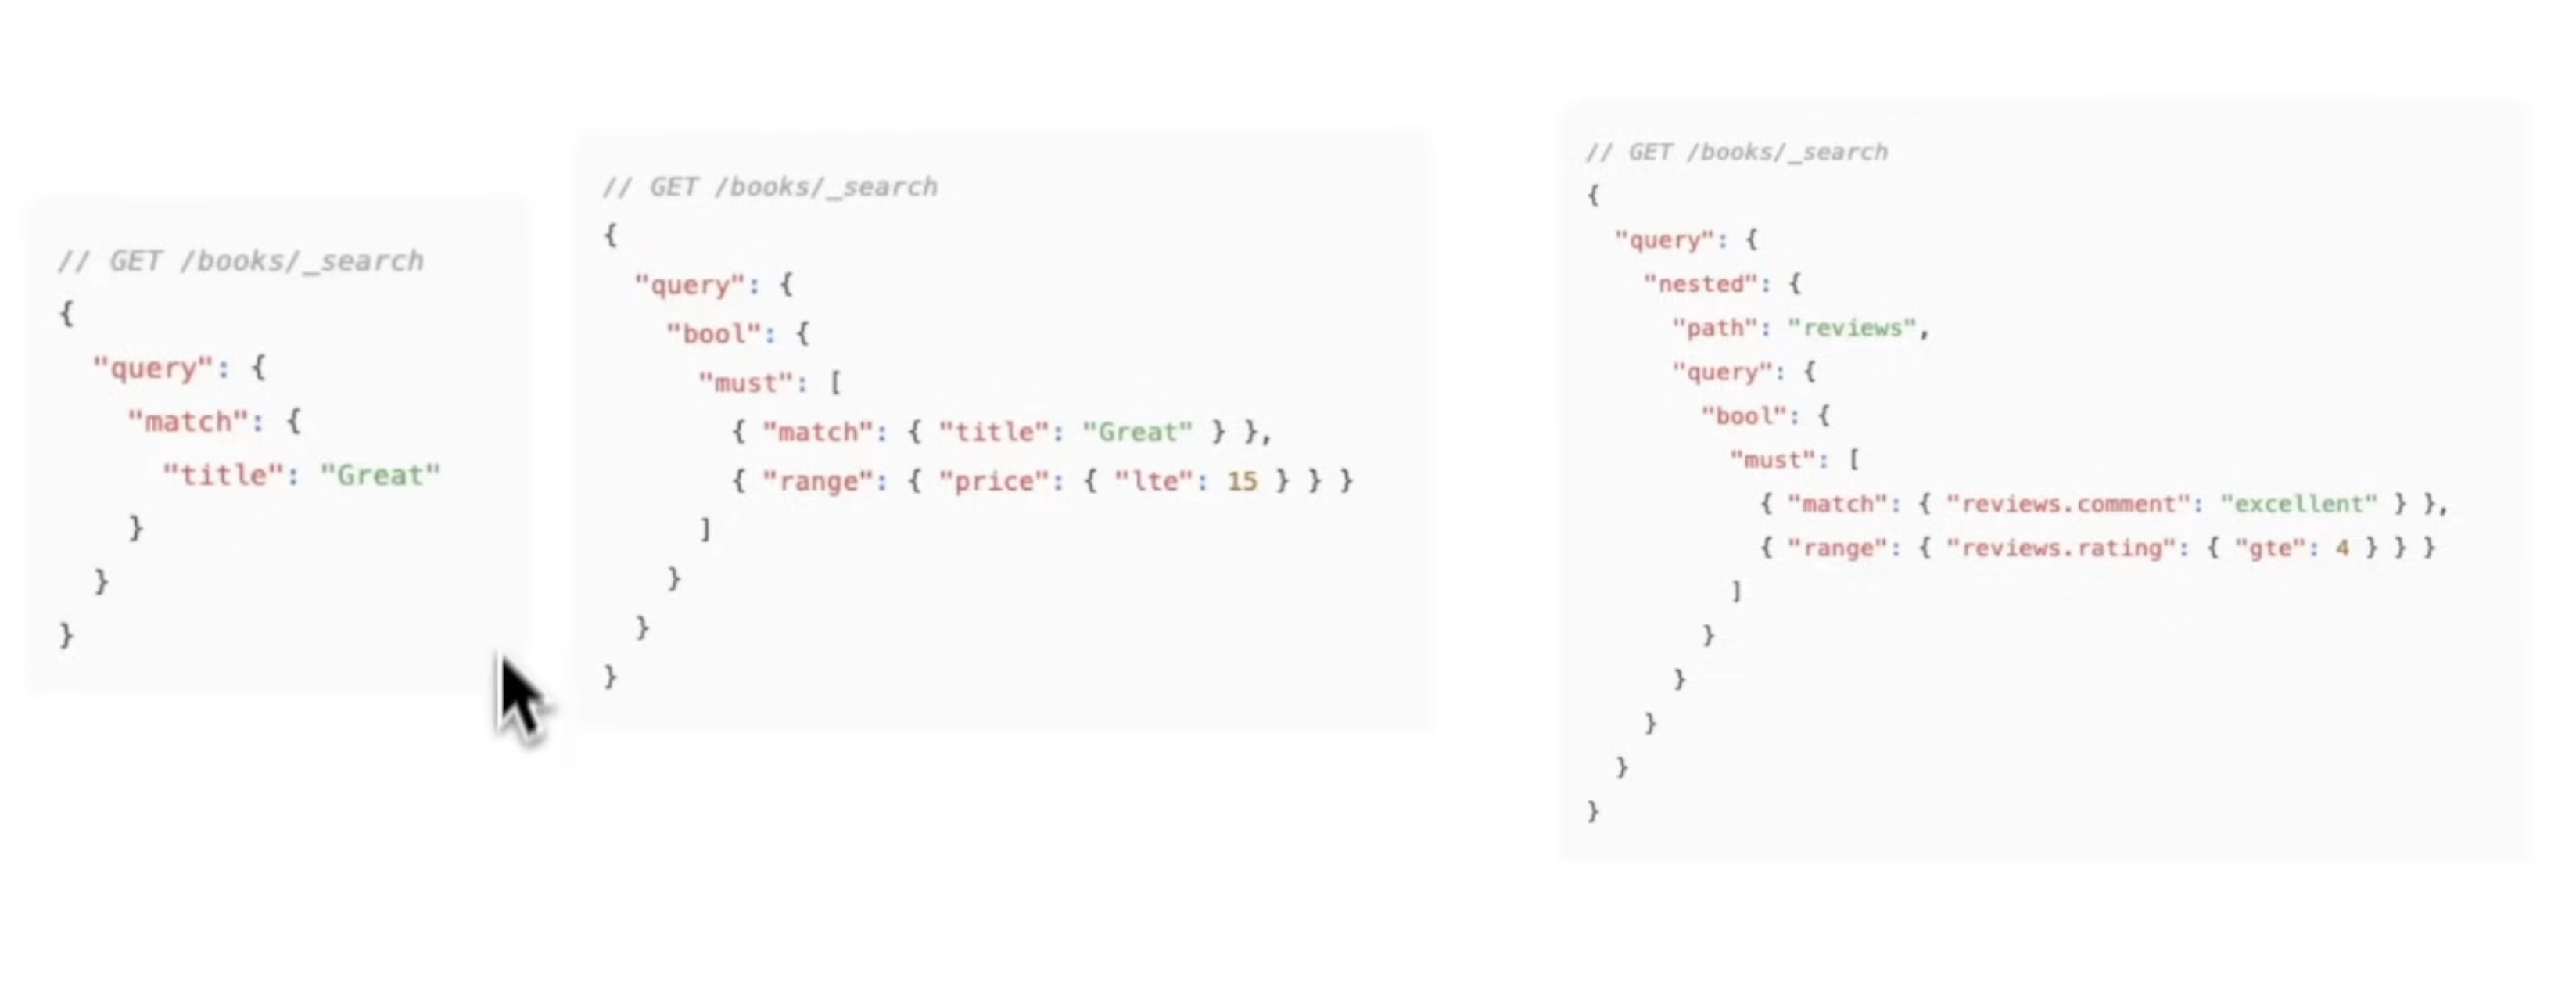 // GET /books/_search
{
  "query": {
    "match": {
      "title": "Great"
    }
  }
}
// GET /books/_search
{
  "query": {
    "bool": {
      "must": [
        { "match": { "title": "Great" } },
        { "range": { "price": { "lte": 15 } } }
      ]
    }
  }
}
// GET /books/_search
{
  "query": {
    "nested": {
      "path": "reviews",
      "query": {
        "bool": {
          "must": [
            { "match": { "reviews.comment": "excellent" } },
            { "range": { "reviews.rating": { "gte": 4 } } }
          ]
        }
      }
    }
  }
}